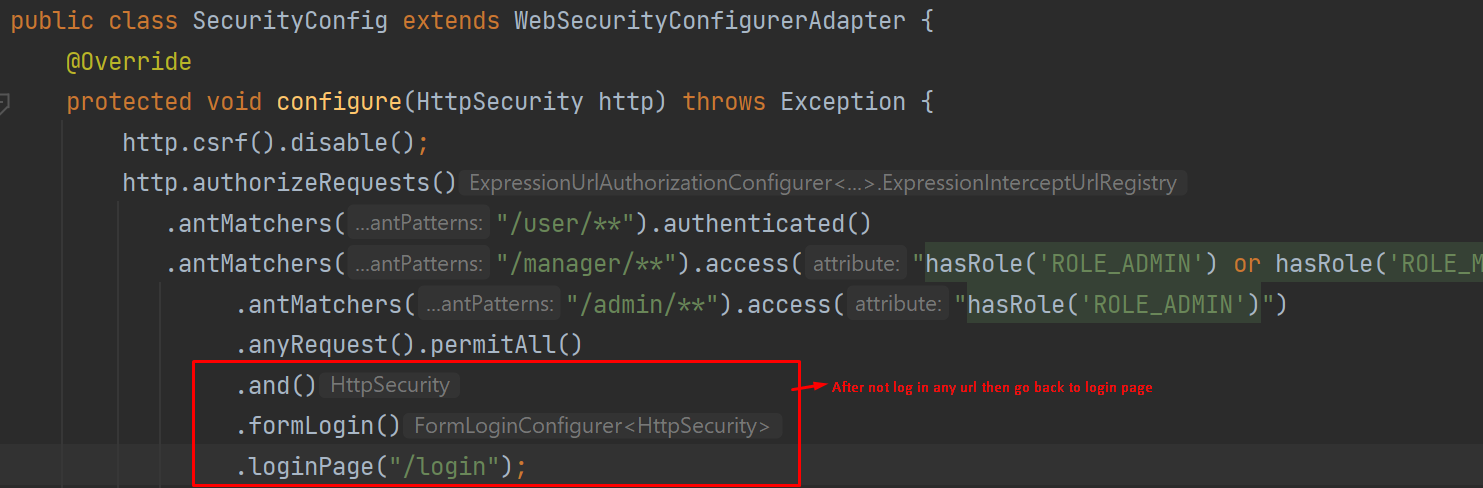 public class SecurityConfig extends WebSecurityConfigurerAdapter {
@Override
protected void configure(HttpSecurity http) throws Exception {
http.csrf().disable();
http.authorizeRequests() ExpressionUrlAuthorizationConfigurer<...>.ExpressionInterceptUrlRegistry
.antMatchers( ...antPatterns: "/user/**").authenticated()
.antMatchers( ...antPatterns: "/manager/**").access( attribute: "hasRole('ROLE_ADMIN') or hasRole('ROLE_M
.antMatchers( ...antPatterns: "/admin/**").access( attribute: "hasRole('ROLE_ADMIN')")
.anyRequest().permitAll()
.and() HttpSecurity
After not log in any url then go back to login page
.formLogin() FormLoginConfigurer<HttpSecurity>
.loginPage("/login");